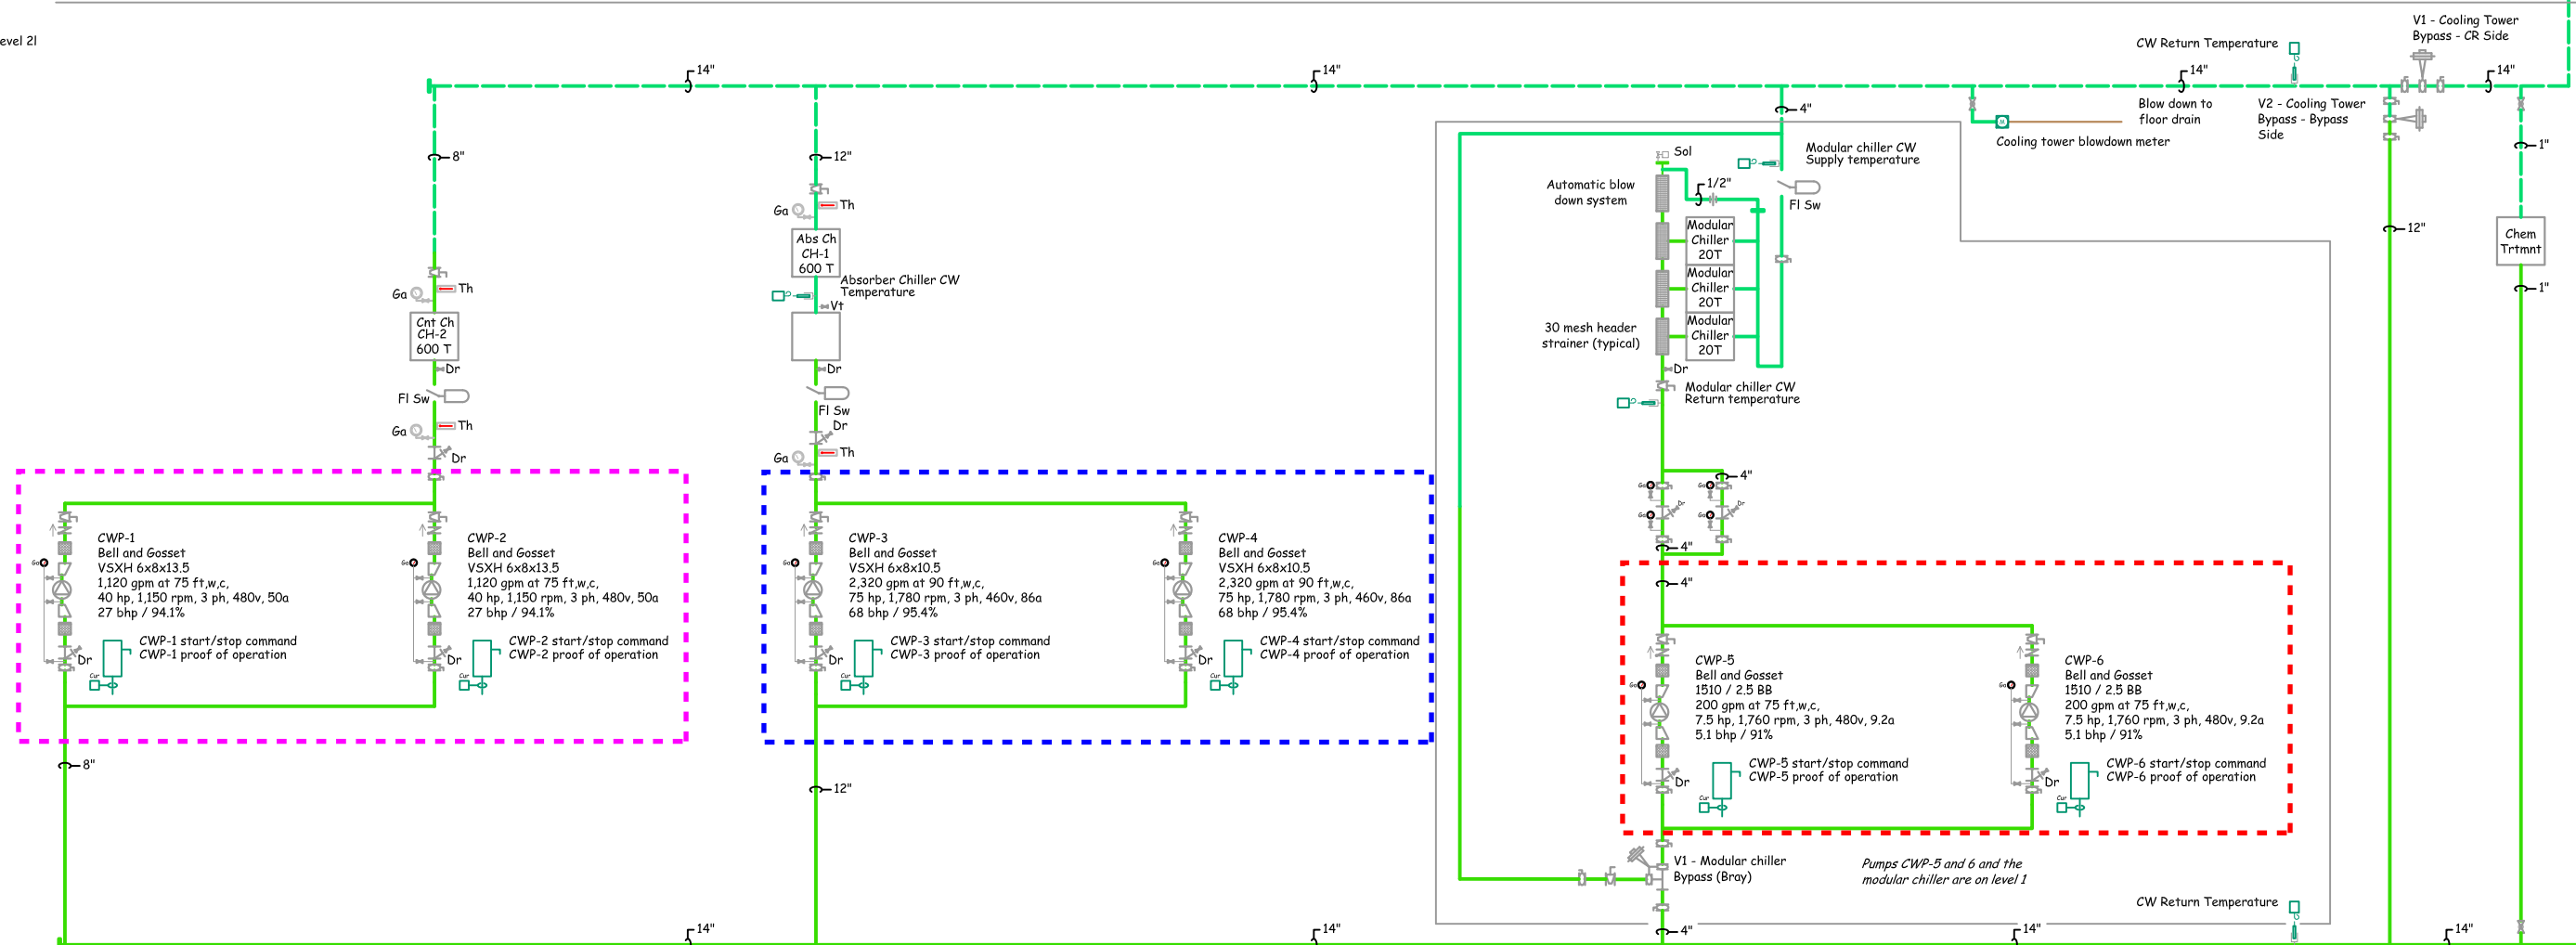 evel 2l
V1 - Cooling Tower
Bypass - CR Side
CW Return Temperature
14"
14"
14"
14"
4"
Blow down to
floor drain
V2 - Cooling Tower
Bypass - Bypass
Side
Cooling tower blowdown meter
8"
12"
Sol
Modular chiller CW
Supply temperature
1"
Automatic blow
down system
1/2"
Fl Sw
Ga
Th
Modular
Chiller
20T
12"
Chem
Trtmnt
Abs Ch
CH-1
600 T
Absorber Chiller CW
Temperature
Vt
Modular
Chiller
20T
1"
Ga
Th
Cnt Ch
CH-2
600 T
30 mesh header
strainer (typical)
Modular
Chiller
20T
Dr
Dr
Dr
Fl Sw
Fl Sw
Modular chiller CW
Return temperature
Ga
Th
Dr
Dr
Ga
Th
4"
Ga
Ga
Dr
Dr
Ga
Ga
4"
4"
CWP-1
Bell and Gosset
VSXH 6x8x13.5
1,120 gpm at 75 ft,w,c,
40 hp, 1,150 rpm, 3 ph, 480v, 50a
27 bhp / 94.1%
Ga
CWP-1 start/stop command
CWP-1 proof of operation
Dr
Cur
CWP-2
Bell and Gosset
VSXH 6x8x13.5
1,120 gpm at 75 ft,w,c,
40 hp, 1,150 rpm, 3 ph, 480v, 50a
27 bhp / 94.1%
Ga
CWP-2 start/stop command
CWP-2 proof of operation
Dr
Cur
CWP-3
Bell and Gosset
VSXH 6x8x10.5
2,320 gpm at 90 ft,w,c,
75 hp, 1,780 rpm, 3 ph, 460v, 86a
68 bhp / 95.4%
Ga
CWP-3 start/stop command
CWP-3 proof of operation
Dr
Cur
CWP-4
Bell and Gosset
VSXH 6x8x10.5
2,320 gpm at 90 ft,w,c,
75 hp, 1,780 rpm, 3 ph, 460v, 86a
68 bhp / 95.4%
Ga
CWP-4 start/stop command
CWP-4 proof of operation
Dr
Cur
CWP-5
Bell and Gosset
1510 / 2.5 BB
200 gpm at 75 ft,w,c,
7.5 hp, 1,760 rpm, 3 ph, 480v, 9.2a
5.1 bhp / 91%
Ga
CWP-5 start/stop command
CWP-5 proof of operation
Dr
Cur
CWP-6
Bell and Gosset
1510 / 2.5 BB
200 gpm at 75 ft,w,c,
7.5 hp, 1,760 rpm, 3 ph, 480v, 9.2a
5.1 bhp / 91%
Ga
CWP-6 start/stop command
CWP-6 proof of operation
Dr
Cur
8"
12"
V1 - Modular chiller
Bypass (Bray)
Pumps CWP-5 and 6 and the
modular chiller are on level 1
CW Return Temperature
14"
14"
4"
14"
14"